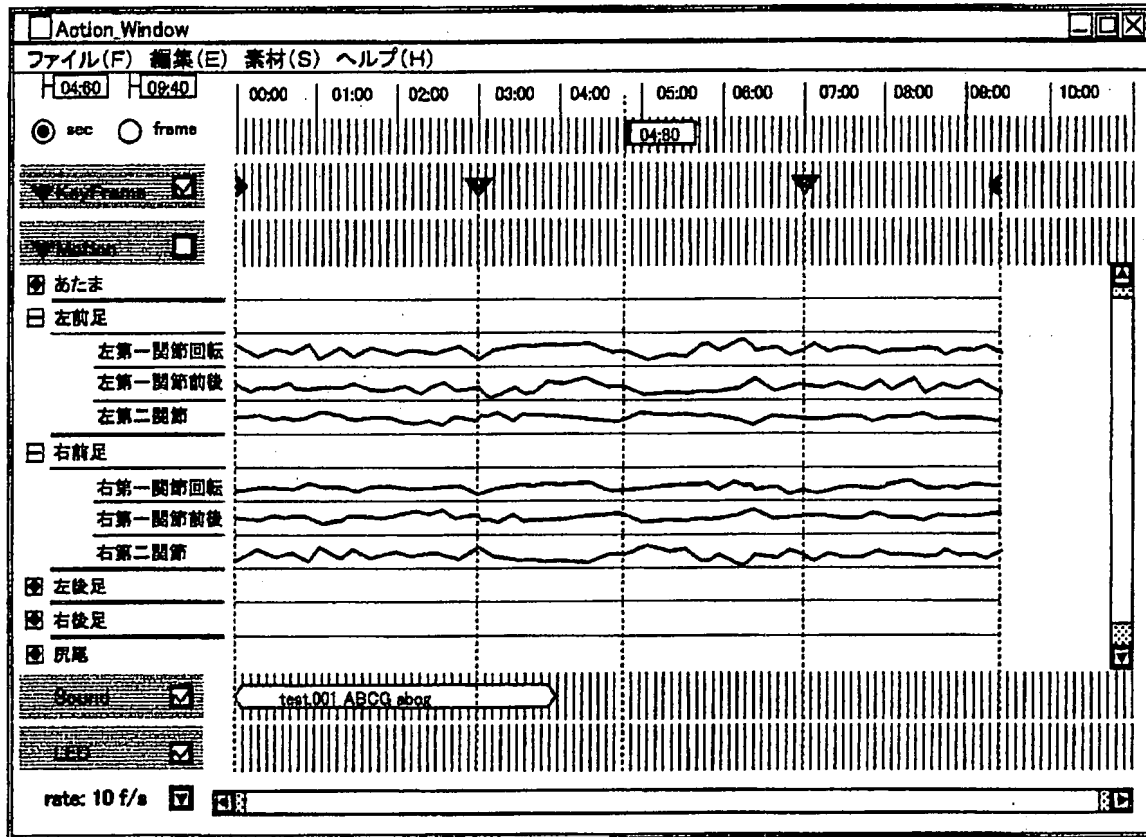 Action_Window
ファイル(F) 編集(E) 素材(S) ヘルプ(H)
04:80 09:40
00:00 01:00 02:00 03:00 04:00 05:00 06:00 07:00 08:00 09:00 10:00
sec frame
04:80
KeyFrame
Motion
あたま
左前足
左第一関節回転
左第一関節前後
左第二関節
右前足
右第一関節回転
右第一関節前後
右第二関節
左後足
右後足
尻尾
Sound
test.001 ABCG
LED
rate: 10 f/s